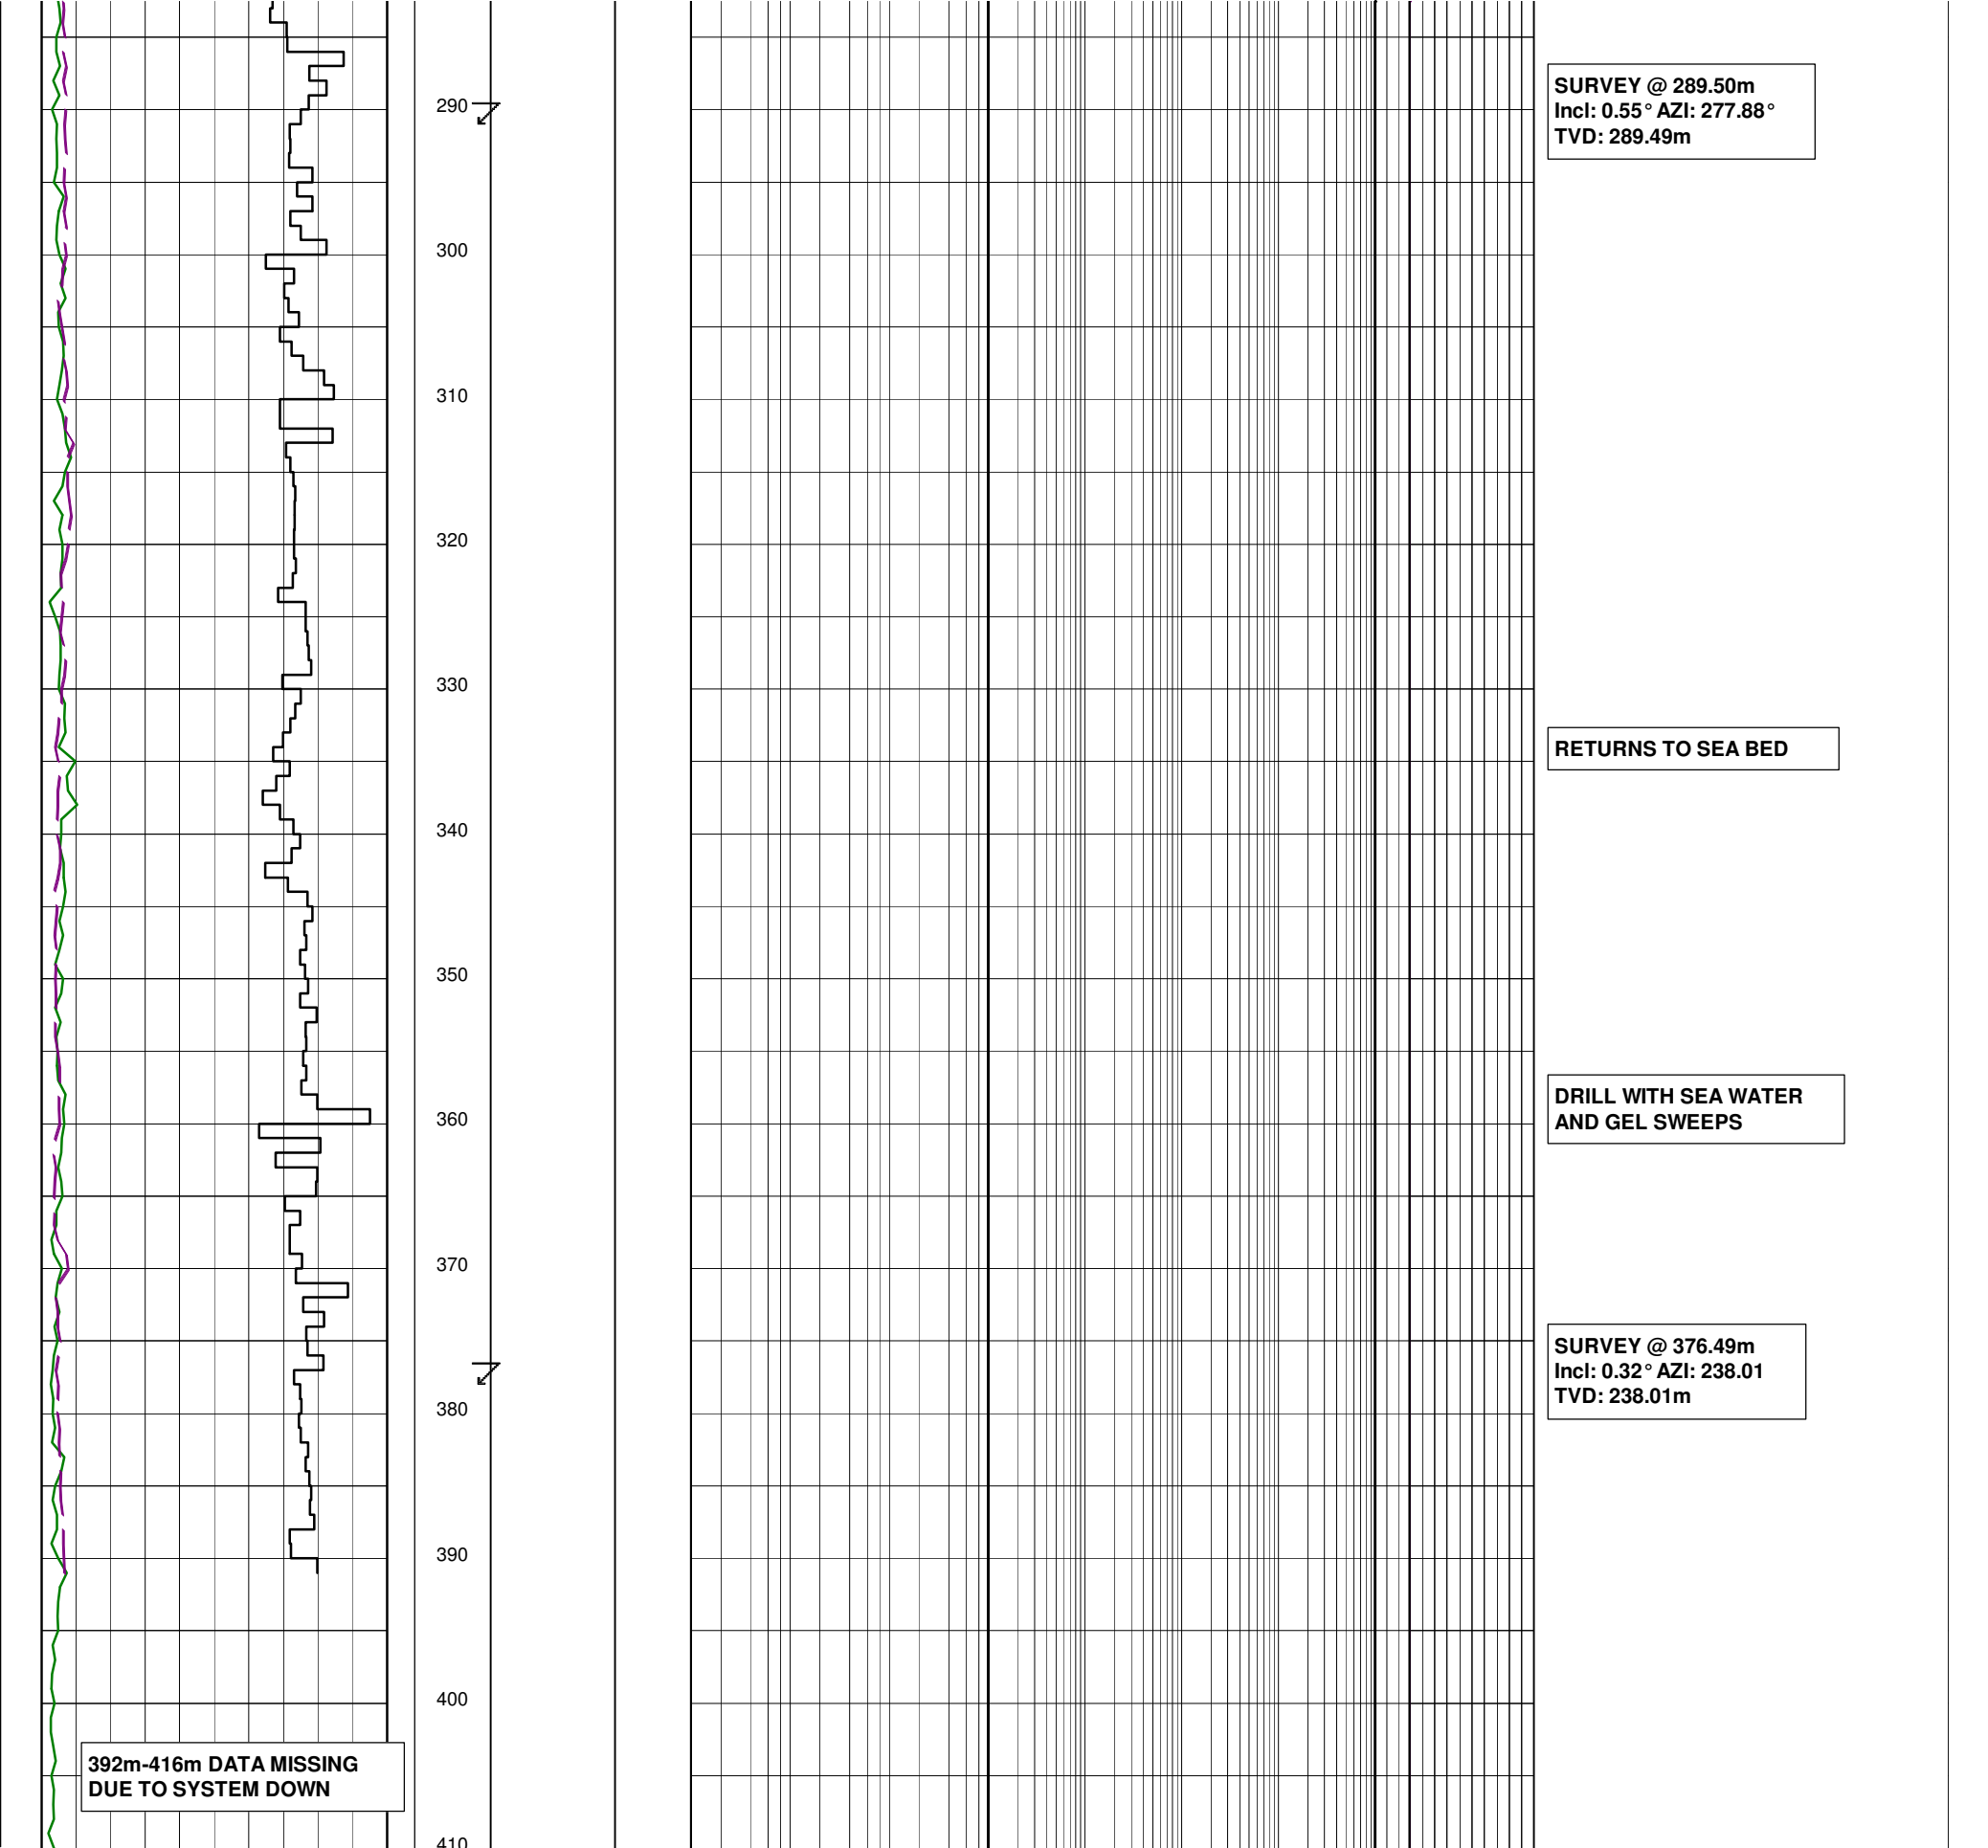 SURVEY @ 289.50m
Incl: 0.55° AZI: 277.88°
TVD: 289.49m
290
300
310
320
330
RETURNS TO SEA BED
340
350
DRILL WITH SEA WATER
AND GEL SWEEPS
360
370
SURVEY @ 376.49m
Incl: 0.32° AZI: 238.01
TVD: 238.01m
380
390
400
392m-416m DATA MISSING
DUE TO SYSTEM DOWN
410